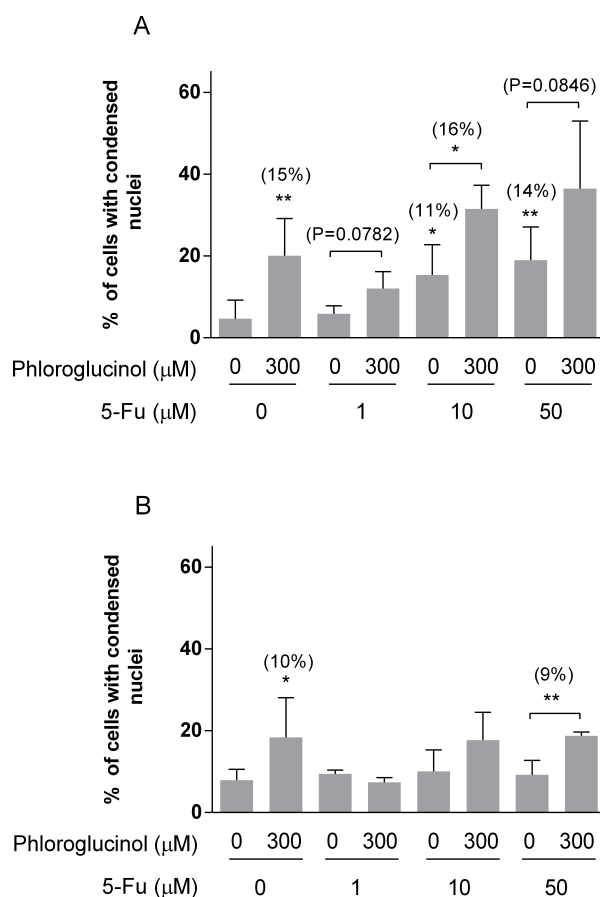 A
% of cells with condensed
nuclei
60
40
20
0
(15%)
**
(P=0.0782)
(11%)
*
(16%)
*
(14%)
**
(P=0.0846)
Phloroglucinol (μM) 0 300 0 300 0 300 0 300
5-Fu (μM) 0 1 10 50
B
% of cells with condensed
nuclei
60
40
20
0
(10%)
*
(9%)
**
Phloroglucinol (μM) 0 300 0 300 0 300 0 300
5-Fu (μM) 0 1 10 50